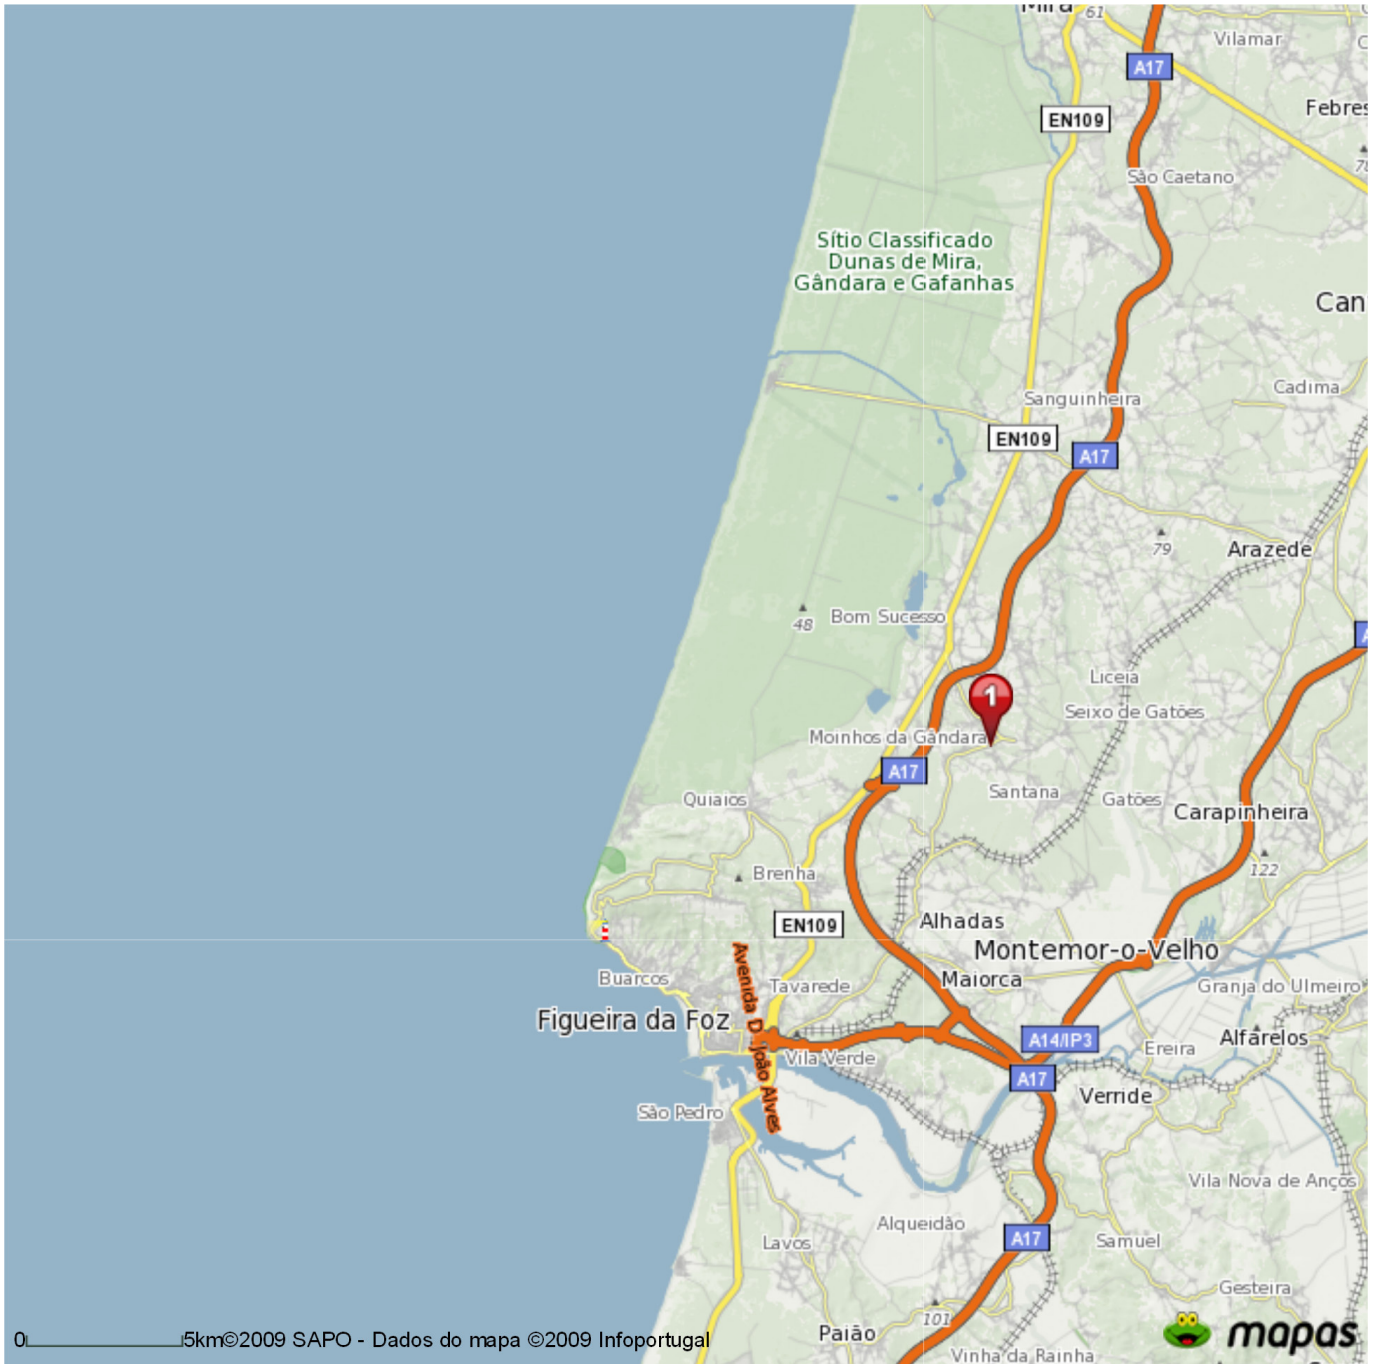 Mira
61
Vilamar
A17
C
Febres
EN109
78
São Caetano
Sítio Classificado
Dunas de Mira,
Gândara e Gafanhas
Can
Cadima
Sanguinheira
EN109
A17
79
Arazede
48
Bom Sucesso
A
Liceia
1
Seixo de Gatões
Moinhos da Gândara
A17
Santana
Gatões
Quiaios
Carapinheira
Brenha
122
EN109
Alhadas
Montemor-o-Velho
Avenida D. João Alves
Buarcos
Tavarede
Maiorca
Granja do Ulmeiro
Figueira da Foz
A14/IP3
Alfarelos
Vila Verde
Ereira
A17
Verride
São Pedro
Vila Nova de Anços
Alqueidão
A17
Lavos
Samuel
Gesteira
101
0 5km©2009 SAPO - Dados do mapa ©2009 Infoportugal
Paião
mapas
Vinha da Rainha